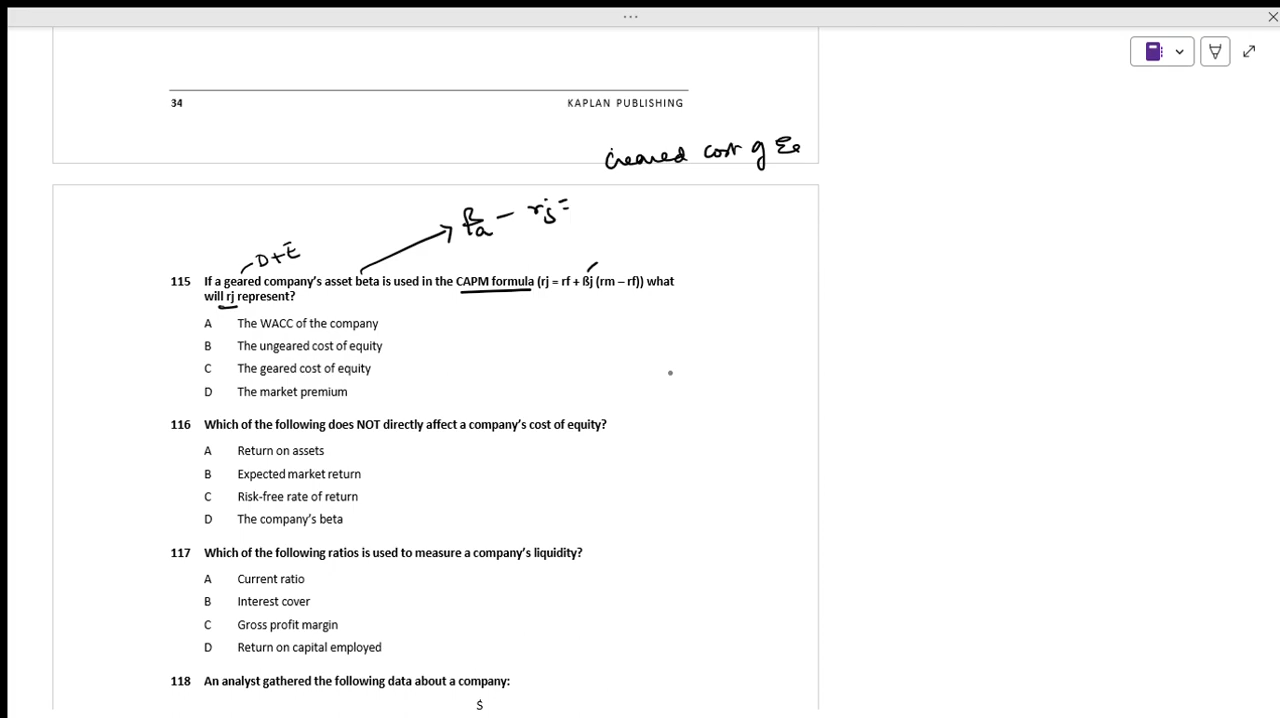 34 KAPLAN PUBLISHING
Geared cost of
βa – rj =
D+E
115 If a geared company's asset beta is used in the CAPM formula (rj = rf + ßj (rm – rf)) what
will rj represent?
A The WACC of the company
B The ungeared cost of equity
C The geared cost of equity
D The market premium
116 Which of the following does NOT directly affect a company's cost of equity?
A Return on assets
B Expected market return
C Risk-free rate of return
D The company's beta
117 Which of the following ratios is used to measure a company's liquidity?
A Current ratio
B Interest cover
C Gross profit margin
D Return on capital employed
118 An analyst gathered the following data about a company:
$